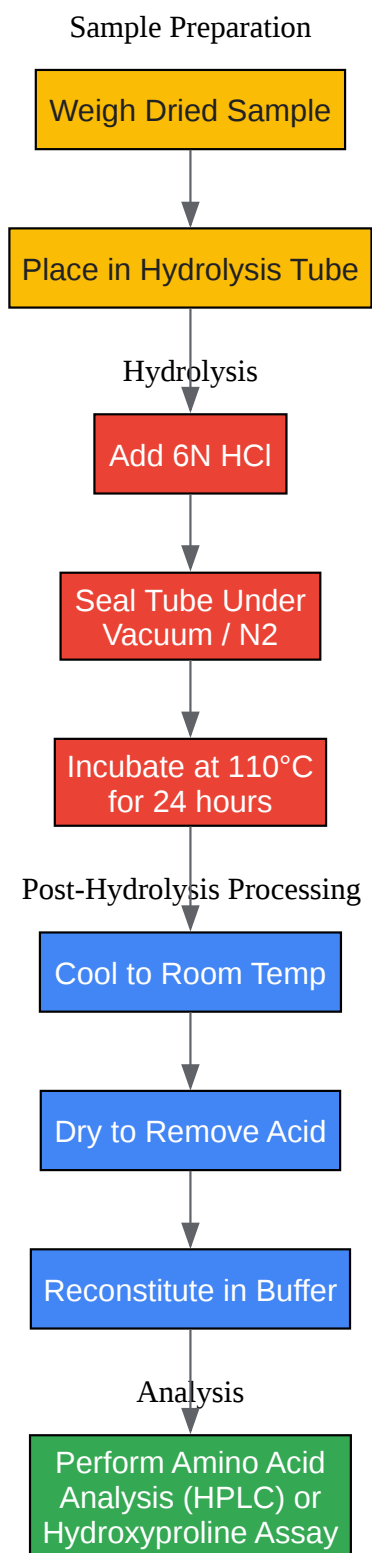 Sample Preparation
Weigh Dried Sample
Place in Hydrolysis Tube
Hydrolysis
Add 6N HCl
Seal Tube Under
Vacuum / N2
Incubate at 110°C
for 24 hours
Post-Hydrolysis Processing
Cool to Room Temp
Dry to Remove Acid
Reconstitute in Buffer
Analysis
Perform Amino Acid
Analysis (HPLC) or
Hydroxyproline Assay